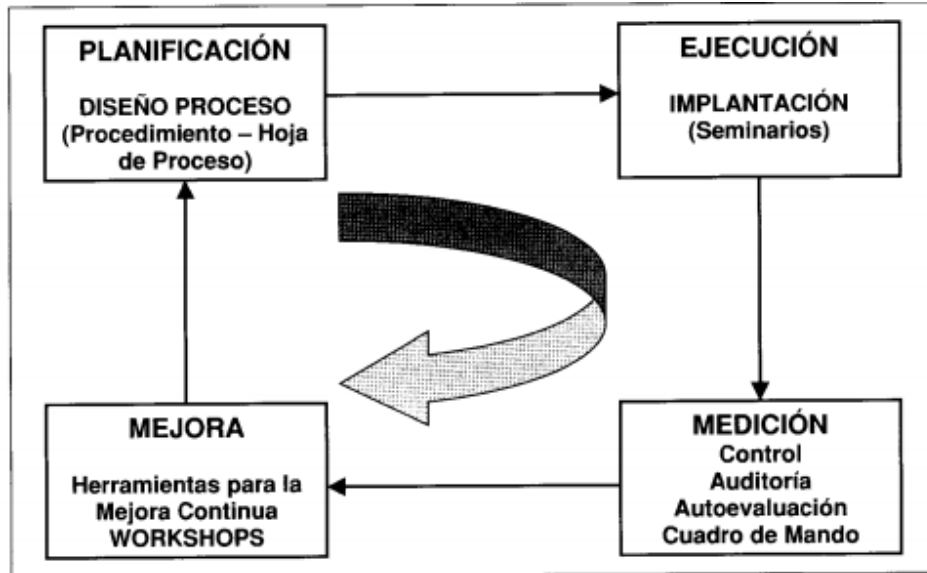 PLANIFICACIÓN
DISEÑO PROCESO
(Procedimiento – Hoja
de Proceso)
EJECUCIÓN
IMPLANTACIÓN
(Seminarios)
MEJORA
Herramientas para la
Mejora Continua
WORKSHOPS
MEDICIÓN
Control
Auditoría
Autoevaluación
Cuadro de Mando